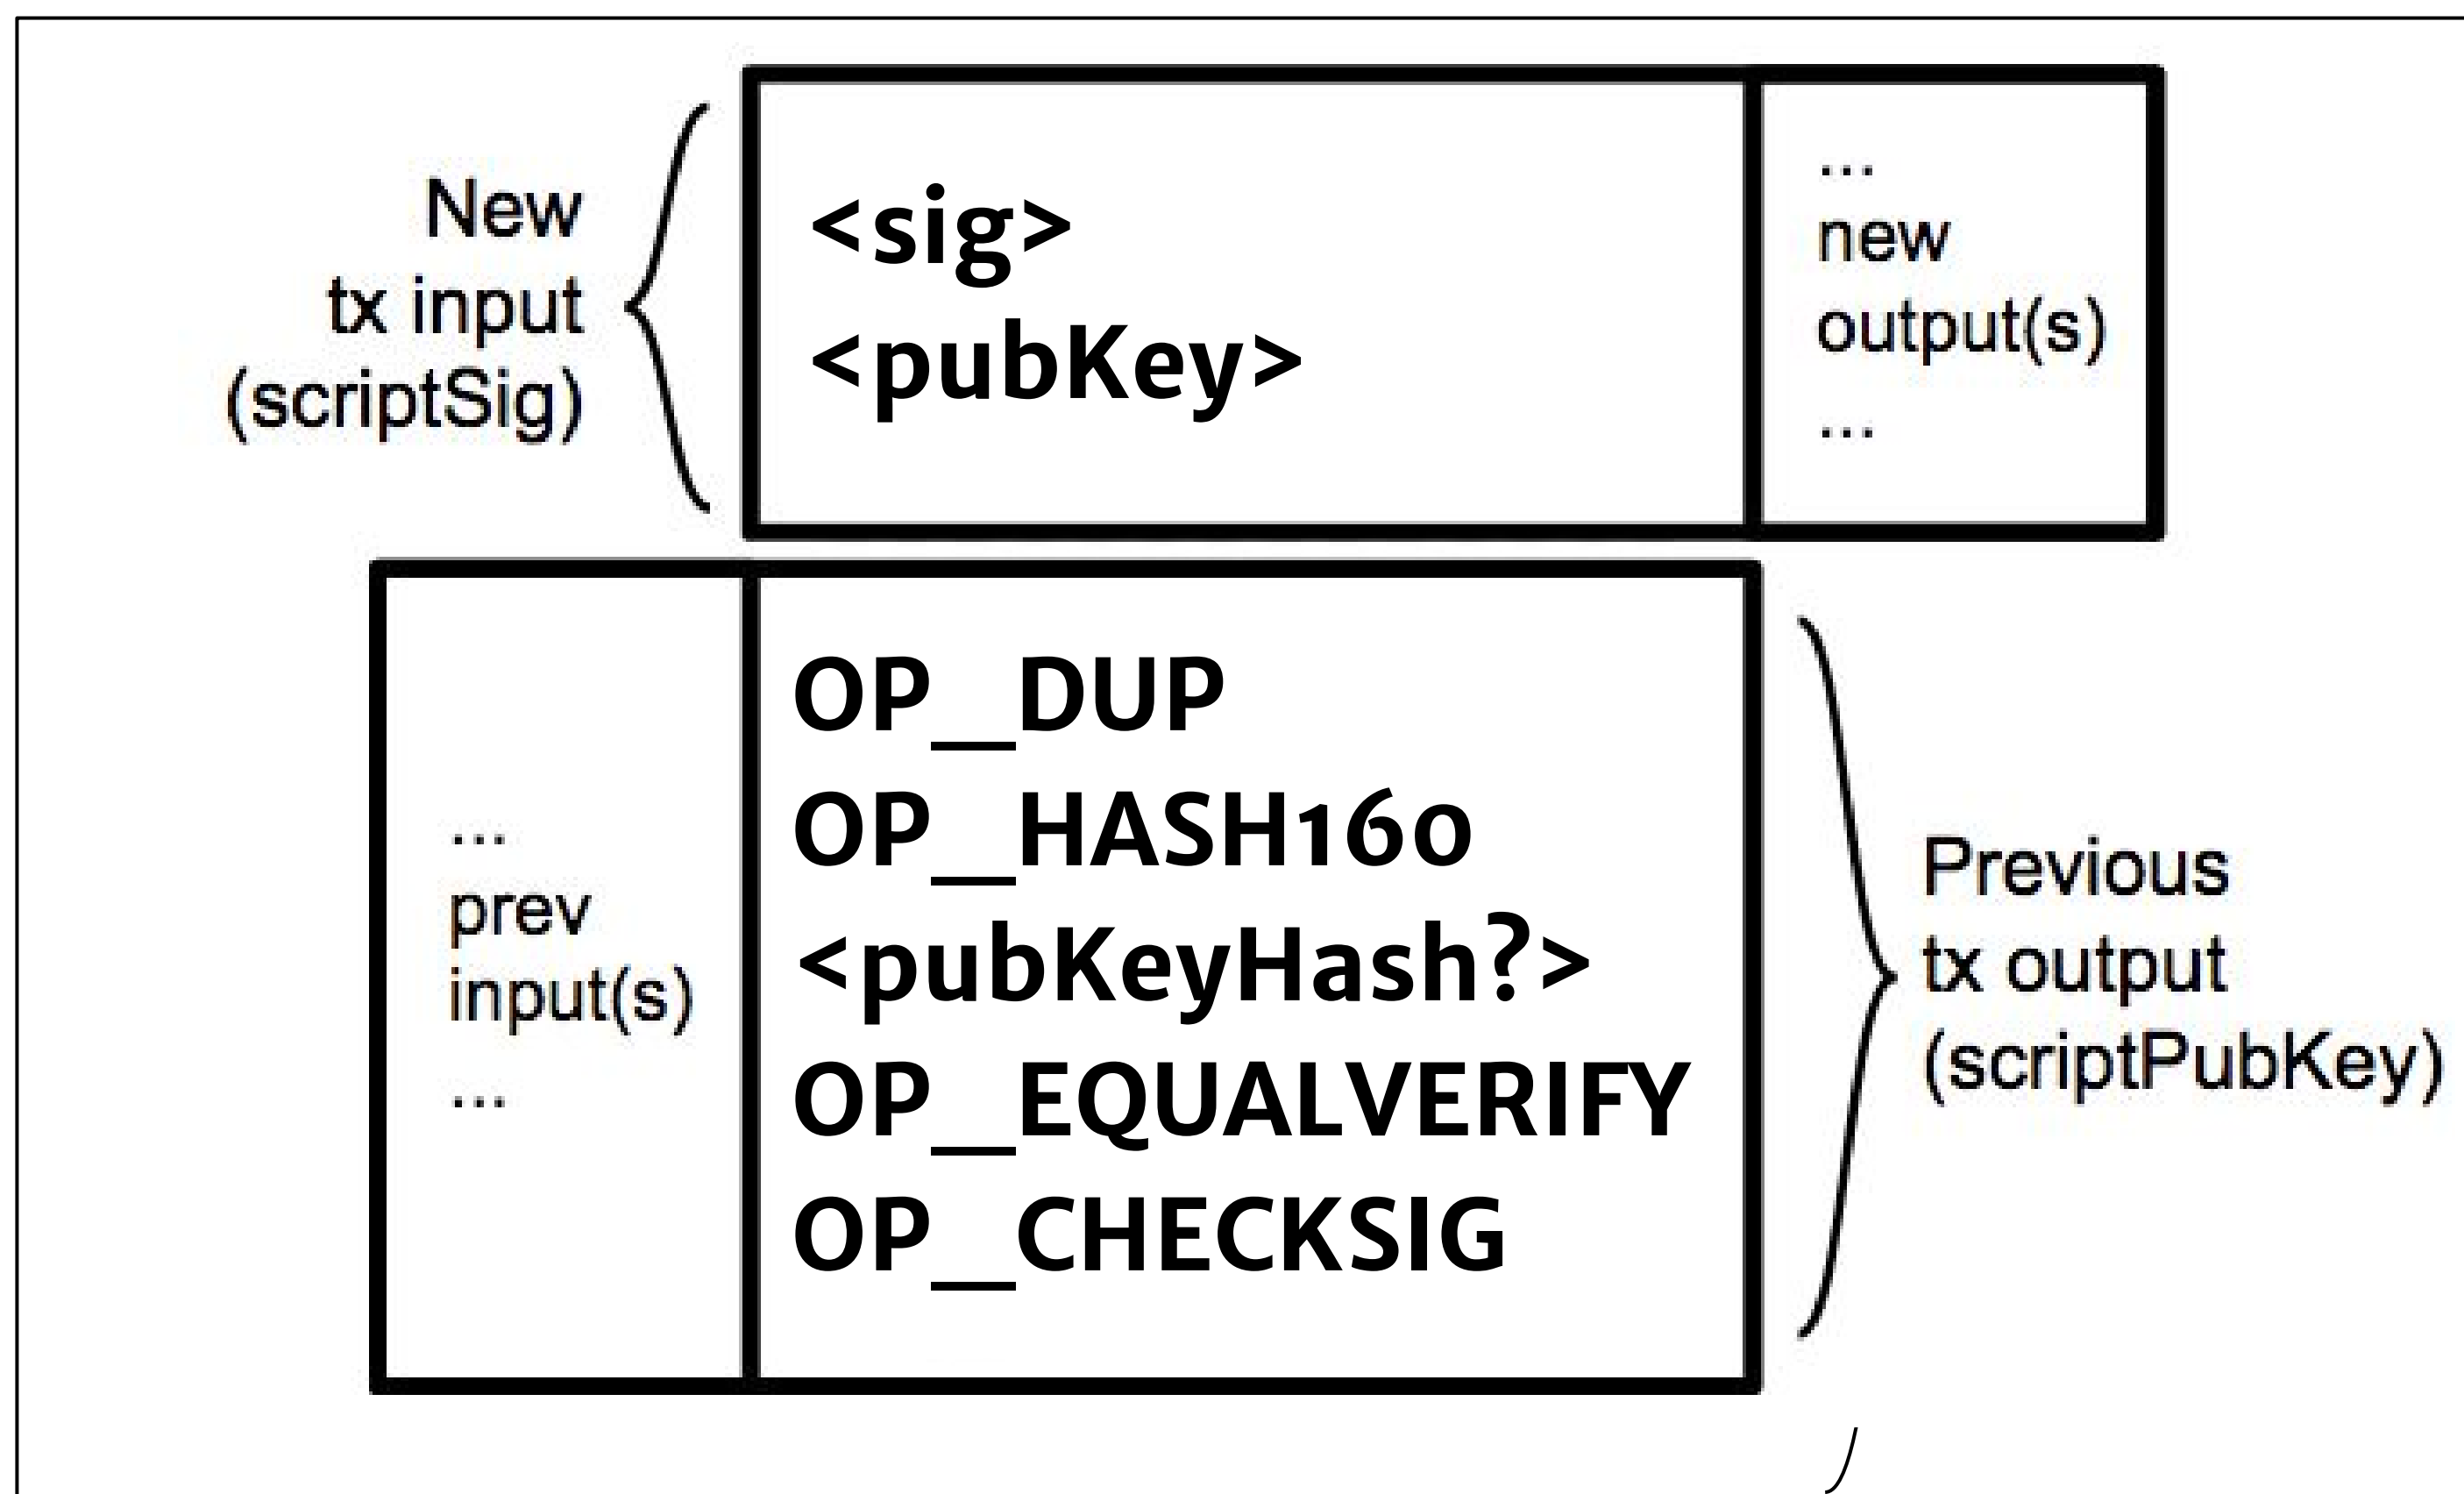 New
tx input
(scriptSig)
<sig>
<pubKey>
...
new
output(s)
...
...
prev
input(s)
...
OP_DUP
OP_HASH160
<pubKeyHash?>
OP_EQUALVERIFY
OP_CHECKSIG
Previous
tx output
(scriptPubKey)